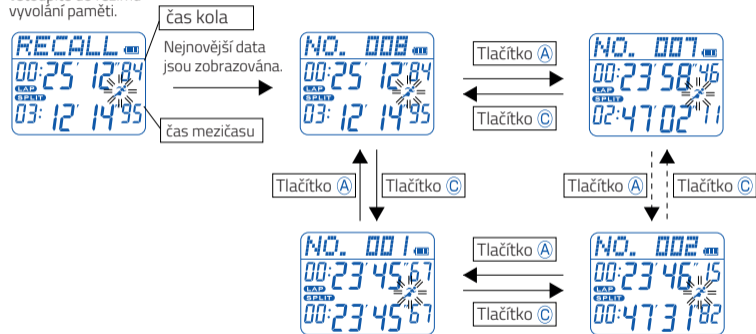 vyvolání paměti.
čas kola
RECALL
00:25' 12"84
LAP
SPLIT
03: 12' 14"95
Nejnovější data
jsou zobrazována.
čas mezičasu
NO. 008
00:25' 12"84
LAP
SPLIT
03: 12' 14"95
Tlačítko A
Tlačítko C
NO. 007
00:23' 58"46
LAP
SPLIT
02:47' 02"11
Tlačítko A
Tlačítko C
Tlačítko A
Tlačítko C
NO. 001
00:23' 45"67
LAP
SPLIT
00:23' 45"67
Tlačítko A
Tlačítko C
NO. 002
00:23' 46"15
LAP
SPLIT
00:47' 31"82